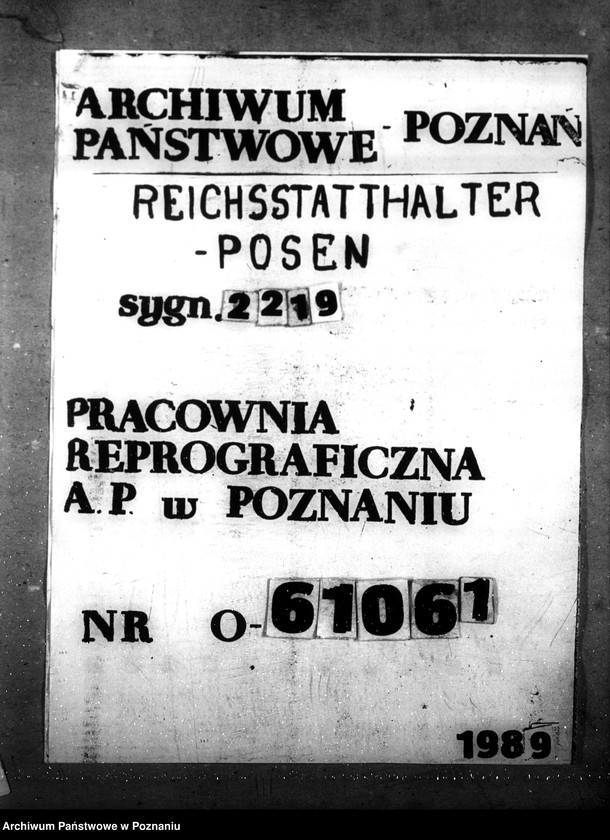 ARCHIWUM
PAŃSTWOWE - POZNAŃ
REICHSSTATTHALTER
-POSEN
sygn. 2219
PRACOWNIA
REPROGRAFICZNA
A. P. w POZNANIU
NR O-61061
1989
Archiwum Państwowe w Poznaniu